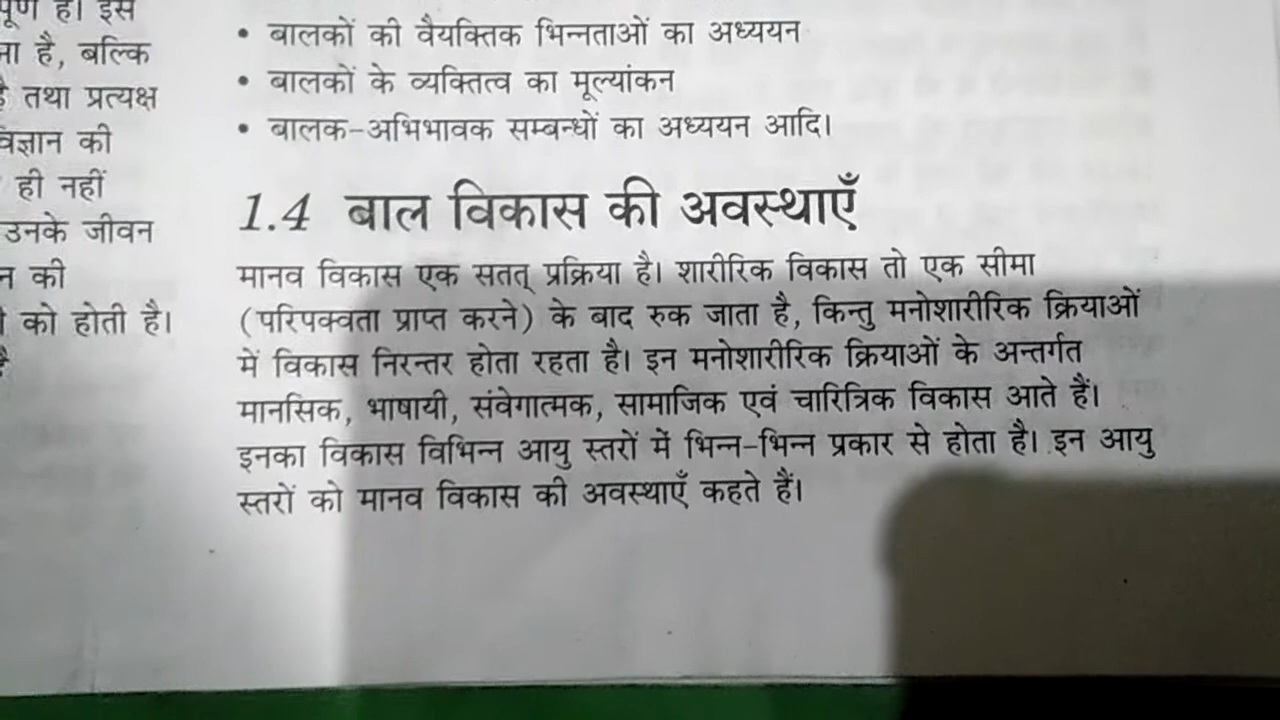 पूर्ण है। इस
है, बल्कि
तथा प्रत्यक्ष
की
ही नहीं
उनके जीवन
की
को होती है।
• बालकों की वैयक्तिक भिन्नताओं का अध्ययन
• बालकों के व्यक्तित्व का मूल्यांकन
• बालक-अभिभावक सम्बन्धों का अध्ययन आदि।
1.4 बाल विकास की अवस्थाएँ
मानव विकास एक सतत् प्रक्रिया है। शारीरिक विकास तो एक सीमा
(परिपक्वता प्राप्त करने) के बाद रुक जाता है, किन्तु मनोशारीरिक क्रियाओं
में विकास निरन्तर होता रहता है। इन मनोशारीरिक क्रियाओं के अन्तर्गत
मानसिक, भाषायी, संवेगात्मक, सामाजिक एवं चारित्रिक विकास आते हैं।
इनका विकास विभिन्न आयु स्तरों में भिन्न-भिन्न प्रकार से होता है। इन आयु
स्तरों को मानव विकास की अवस्थाएँ कहते हैं।